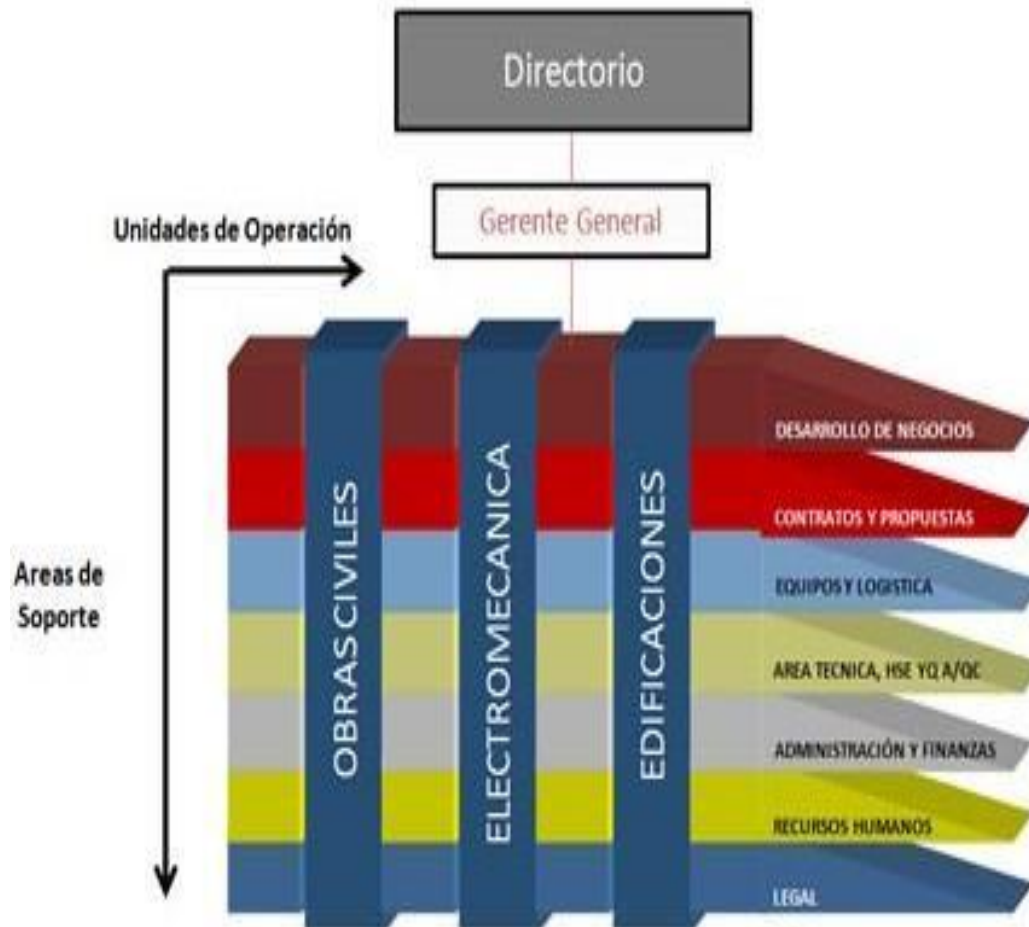 Directorio
Gerente General
Unidades de Operación
Areas de
Soporte
OBRAS CIVILES
ELECTROMECANICA
EDIFICACIONES
DESARROLLO DE NEGOCIOS
CONTRATOS Y PROPUESTAS
EQUIPOS Y LOGISTICA
AREA TECNICA, HSE YQ A/QC
ADMINISTRACIÓN Y FINANZAS
RECURSOS HUMANOS
LEGAL